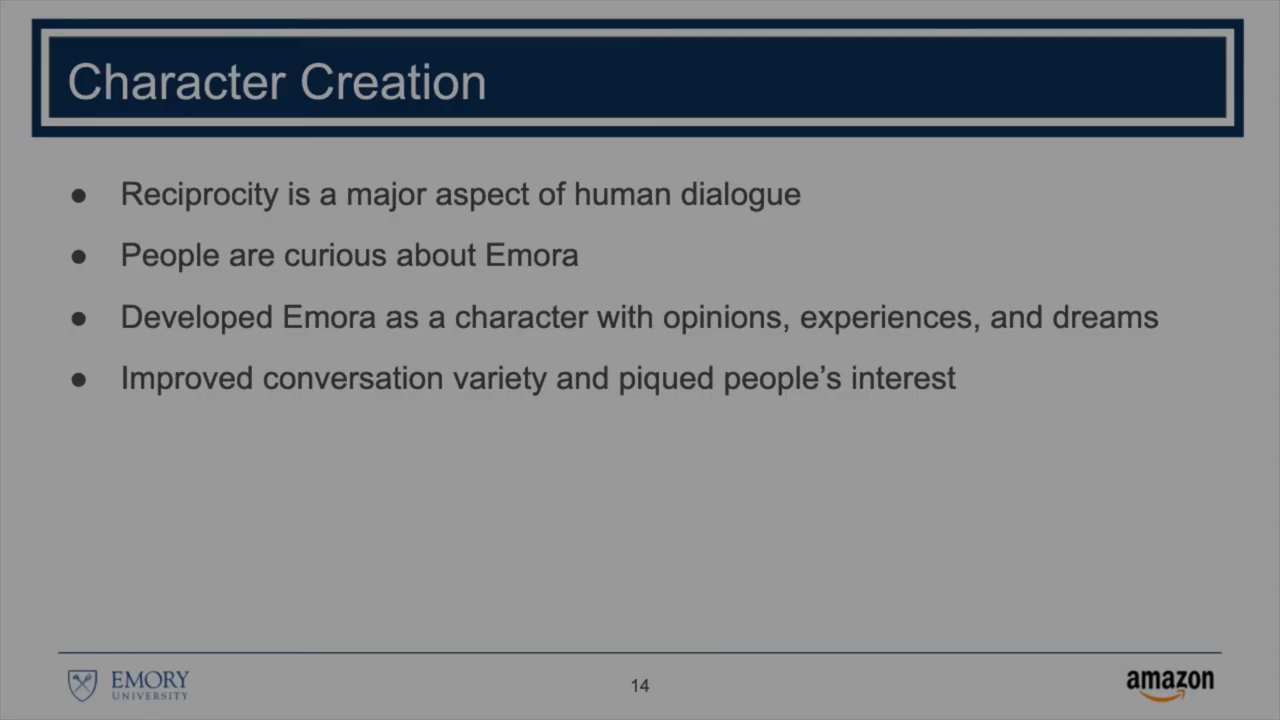 Character Creation
● Reciprocity is a major aspect of human dialogue
● People are curious about Emora
● Developed Emora as a character with opinions, experiences, and dreams
● Improved conversation variety and piqued people’s interest
EMORY
UNIVERSITY
14
amazon